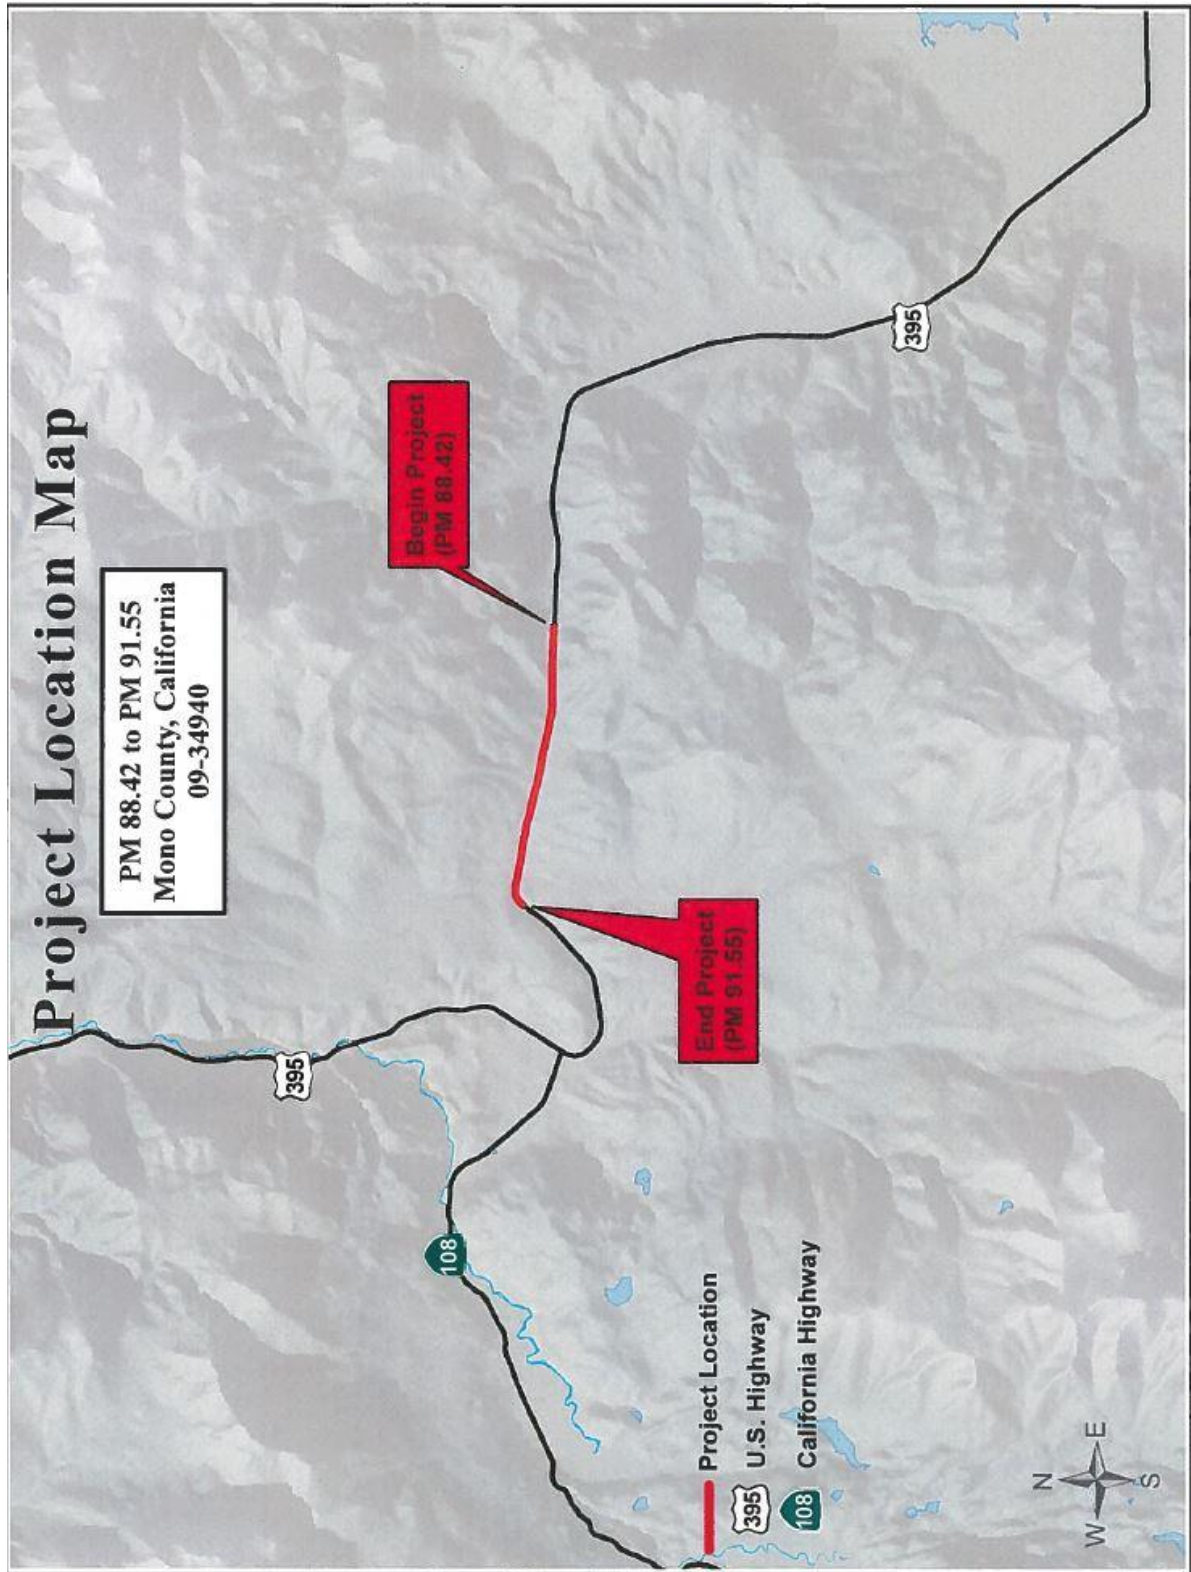 Project Location Map
PM 88.42 to PM 91.55
Mono County, California
09-34940
Begin Project
(PM 88.42)
End Project
(PM 91.55)
395
108
395
Project Location
395
U.S. Highway
108
California Highway
N
W
E
S